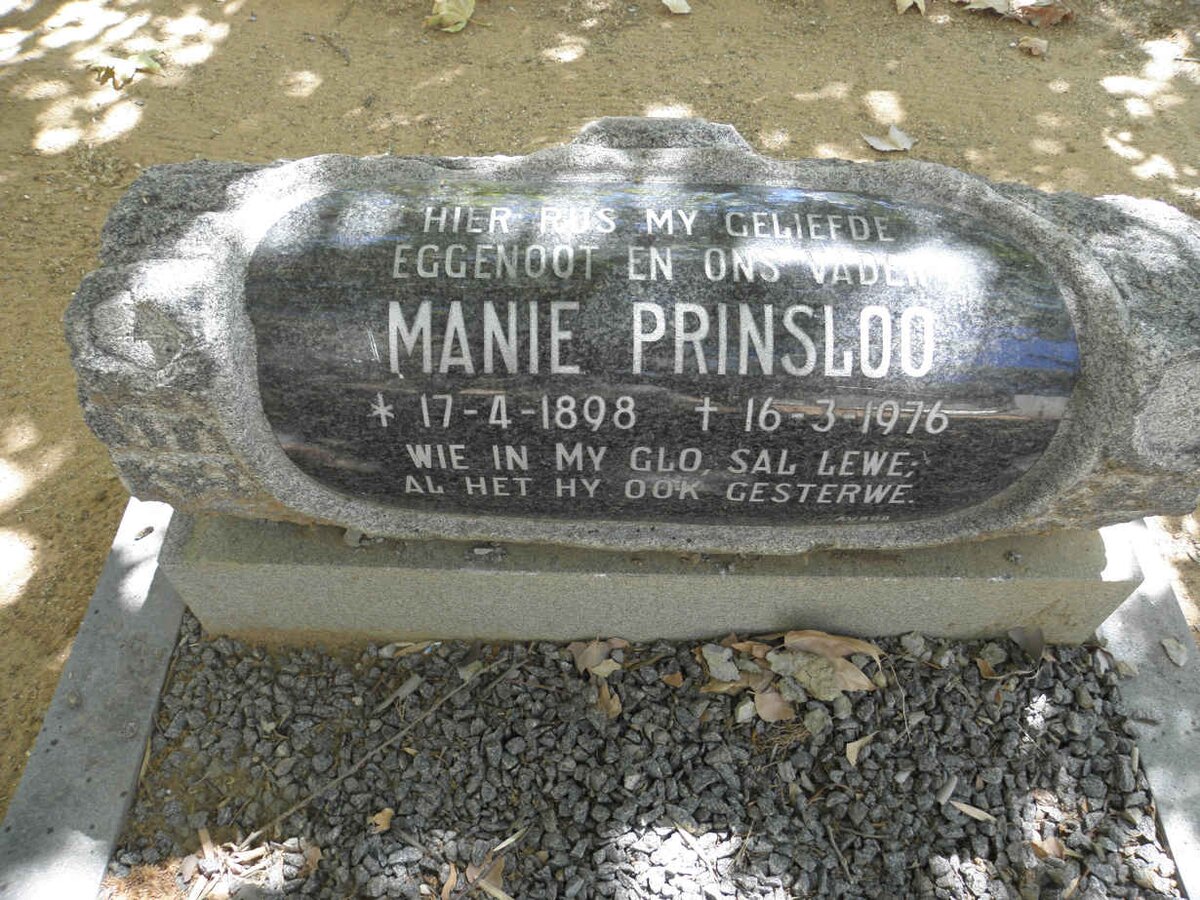 HIER RUS MY GELIEFDE
EGGENOOT EN ONS VADER
MANIE PRINSLOO
* 17-4-1898 † 16-3-1976
WIE IN MY GLO, SAL LEWE;
AL HET HY OOK GESTERWE.